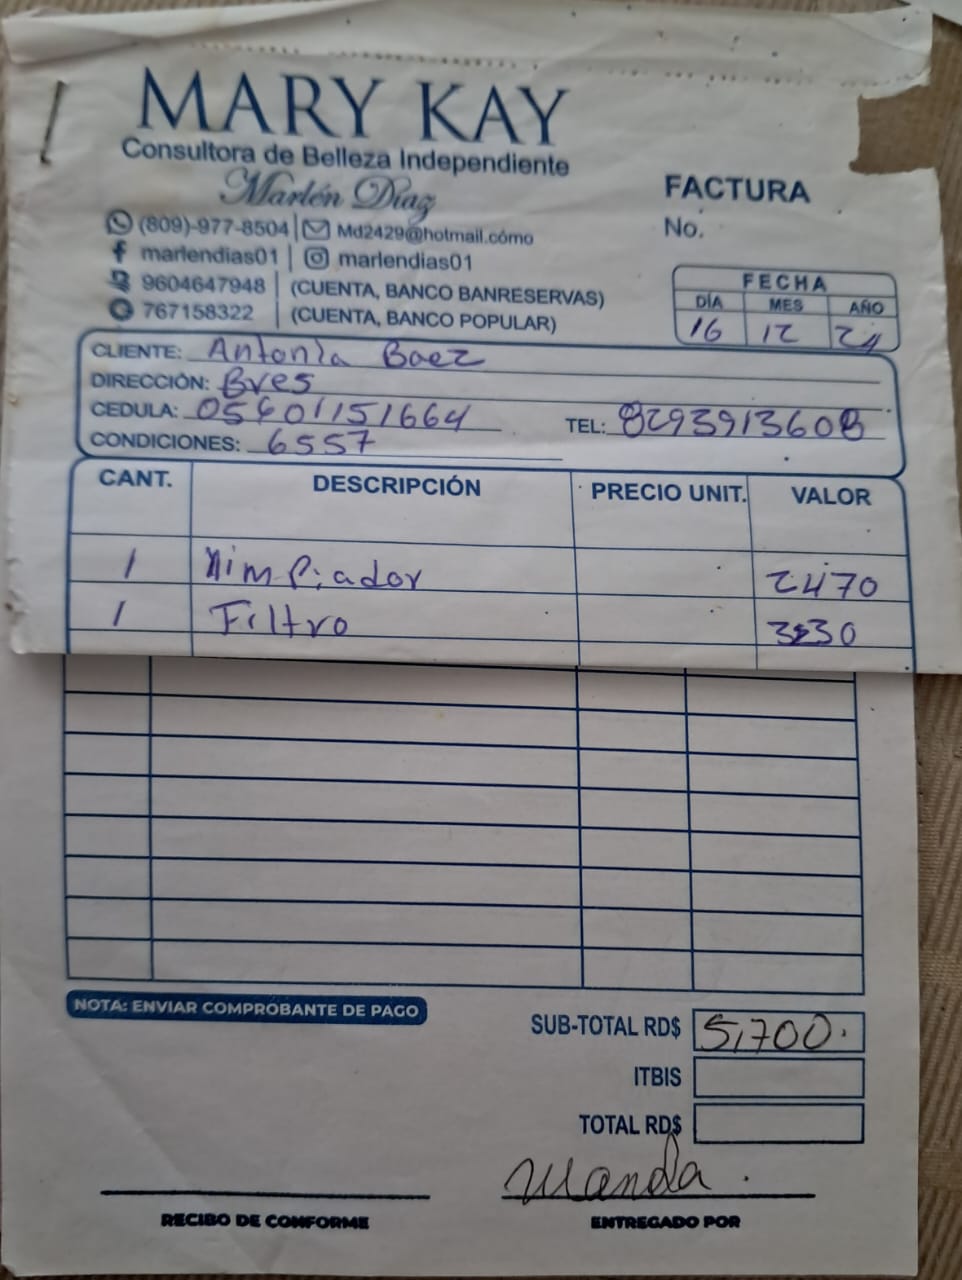 MARY KAY
Consultora de Belleza Independiente
Marlén Díaz
FACTURA
No.
(809)-977-8504 | Md2429@hotmail.cómo
marlendias01 | marlendias01
9604647948 | (CUENTA, BANCO BANRESERVAS)
767158322 | (CUENTA, BANCO POPULAR)
FECHA
DÍA MES AÑO
16 12 24
CLIENTE: Antonia Baez
DIRECCIÓN: Bves
CEDULA: 05601151664 TEL: 8293913608
CONDICIONES: 6557
CANT. DESCRIPCIÓN PRECIO UNIT. VALOR
1 Limpiador 2470
1 Filtro 3230
NOTA: ENVIAR COMPROBANTE DE PAGO
SUB-TOTAL RD$ 5,700.
ITBIS
TOTAL RD$
RECIBO DE CONFORME
ENTREGADO POR